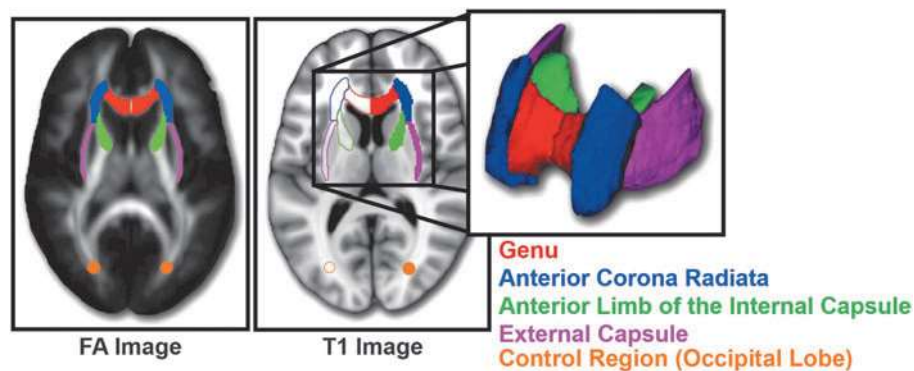 FA Image
T1 Image
Genu
Anterior Corona Radiata
Anterior Limb of the Internal Capsule
External Capsule
Control Region (Occipital Lobe)